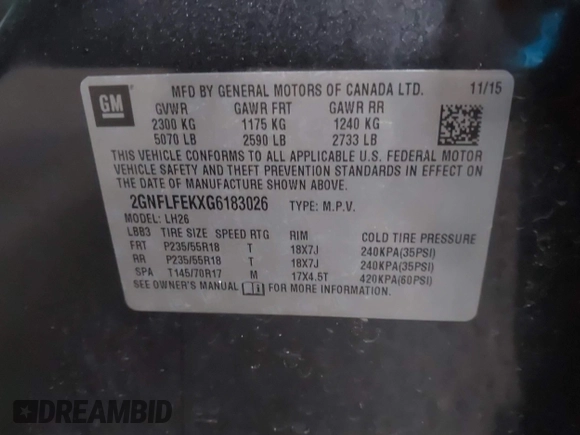 GM
MFD BY GENERAL MOTORS OF CANADA LTD. 11/15
GVWR GAWR FRT GAWR RR
2300 KG 1175 KG 1240 KG
5070 LB 2590 LB 2733 LB
THIS VEHICLE CONFORMS TO ALL APPLICABLE U.S. FEDERAL MOTOR
VEHICLE SAFETY AND THEFT PREVENTION STANDARDS IN EFFECT ON
THE DATE OF MANUFACTURE SHOWN ABOVE.
2GNFLFEKXG6183026 TYPE: M.P.V.
MODEL: LH26
LBB3 TIRE SIZE SPEED RTG RIM COLD TIRE PRESSURE
FRT P235/55R18 T 18X7J 240KPA(35PSI)
RR P235/55R18 T 18X7J 240KPA(35PSI)
SPA T145/70R17 M 17X4.5T 420KPA(60PSI)
SEE OWNER'S MANUAL FOR MORE INFORMATION.
DREAMBID